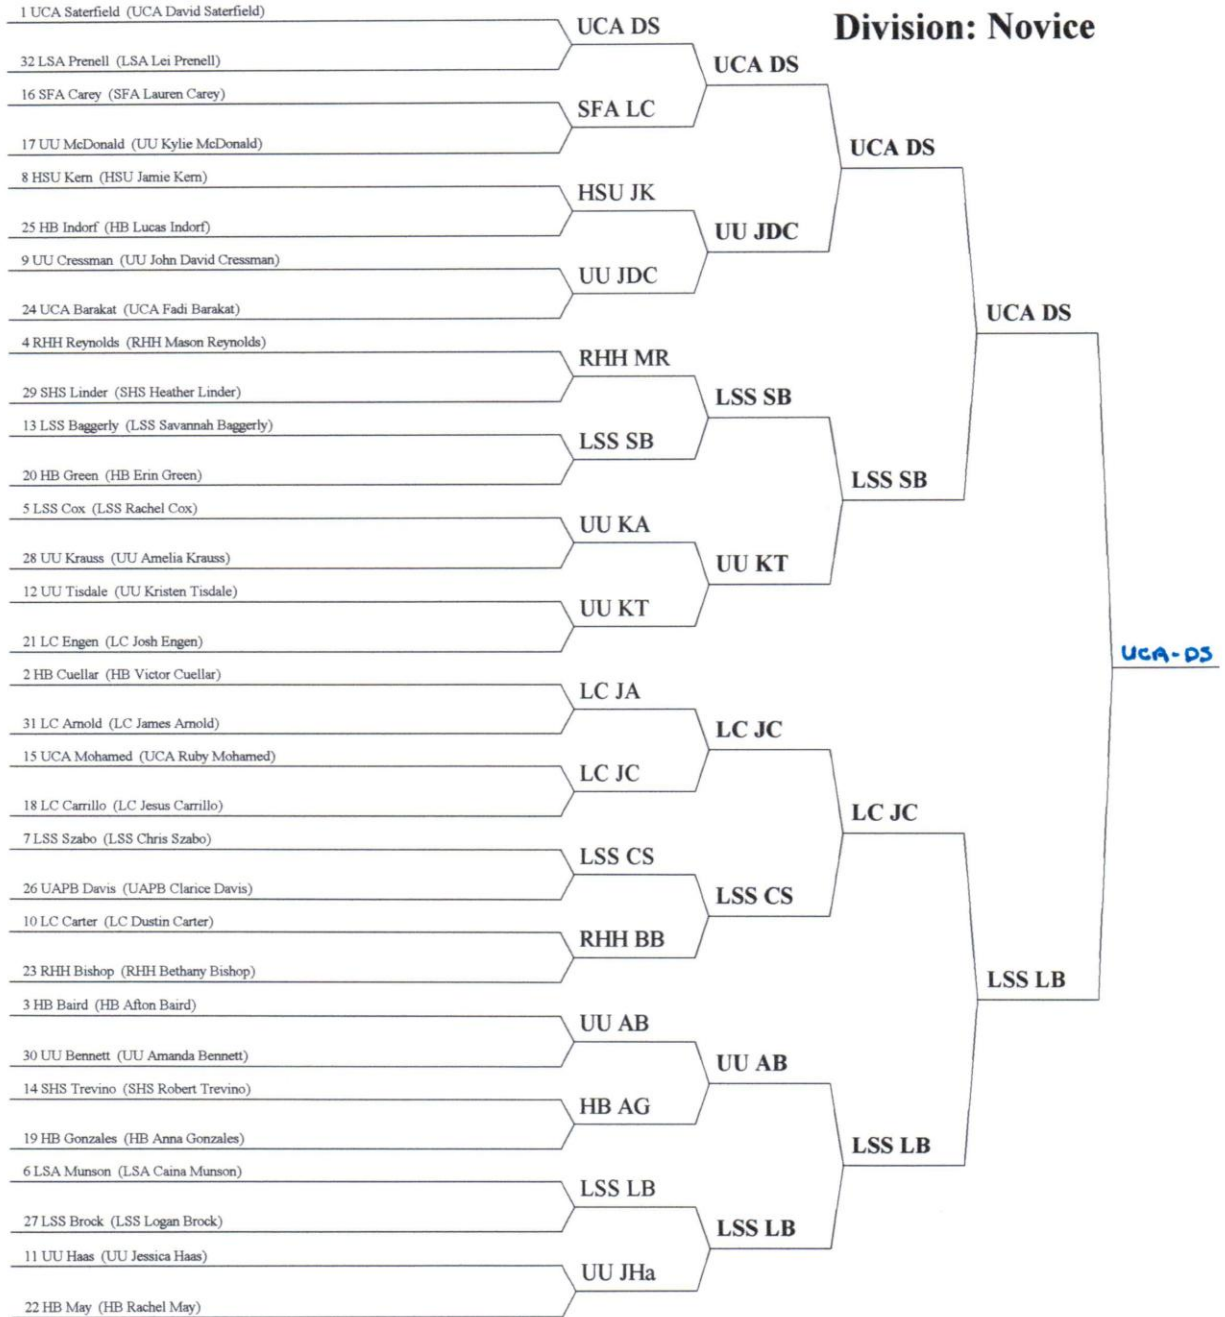 Division: Novice
1 UCA Saterfield (UCA David Saterfield)
UCA DS
32 LSA Prenell (LSA Lei Prenell)
UCA DS
16 SFA Carey (SFA Lauren Carey)
SFA LC
17 UU McDonald (UU Kylie McDonald)
UCA DS
8 HSU Kern (HSU Jamie Kern)
HSU JK
25 HB Indorf (HB Lucas Indorf)
UU JDC
9 UU Cressman (UU John David Cressman)
UU JDC
24 UCA Barakat (UCA Fadi Barakat)
UCA DS
4 RHH Reynolds (RHH Mason Reynolds)
RHH MR
29 SHS Linder (SHS Heather Linder)
LSS SB
13 LSS Baggerly (LSS Savannah Baggerly)
LSS SB
20 HB Green (HB Erin Green)
LSS SB
5 LSS Cox (LSS Rachel Cox)
UU KA
28 UU Krauss (UU Amelia Krauss)
UU KT
12 UU Tisdale (UU Kristen Tisdale)
UU KT
21 LC Engen (LC Josh Engen)
UCA-DS
2 HB Cuellar (HB Victor Cuellar)
LC JA
31 LC Arnold (LC James Arnold)
LC JC
15 UCA Mohamed (UCA Ruby Mohamed)
LC JC
18 LC Carrillo (LC Jesus Carrillo)
LC JC
7 LSS Szabo (LSS Chris Szabo)
LSS CS
26 UAPB Davis (UAPB Clarice Davis)
LSS CS
10 LC Carter (LC Dustin Carter)
RHH BB
23 RHH Bishop (RHH Bethany Bishop)
LSS LB
3 HB Baird (HB Afton Baird)
UU AB
30 UU Bennett (UU Amanda Bennett)
UU AB
14 SHS Trevino (SHS Robert Trevino)
HB AG
19 HB Gonzales (HB Anna Gonzales)
LSS LB
6 LSA Munson (LSA Caina Munson)
LSS LB
27 LSS Brock (LSS Logan Brock)
LSS LB
11 UU Haas (UU Jessica Haas)
UU JHa
22 HB May (HB Rachel May)